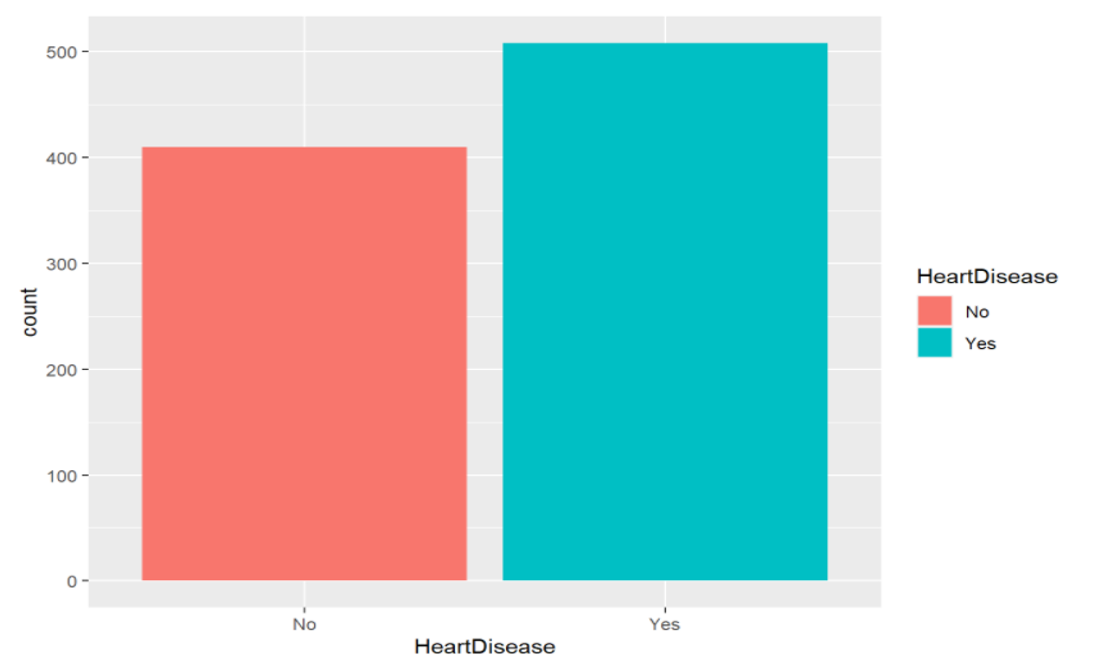 500
400
300
200
100
0
count
No
Yes
HeartDisease
HeartDisease
No
Yes